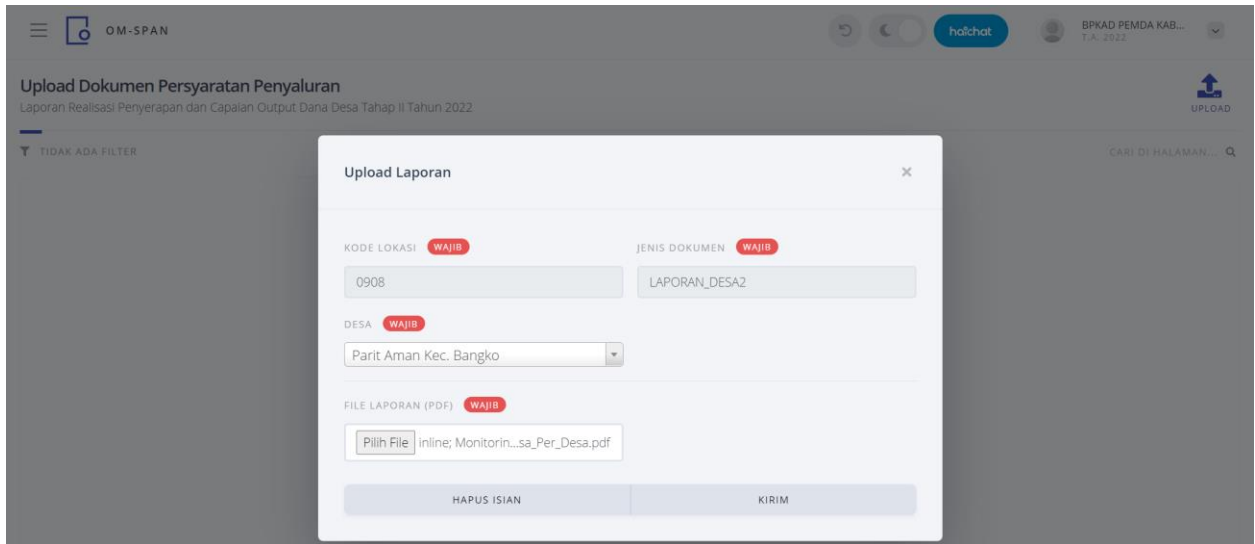 OM-SPAN
haîchat
BPKAD PEMDA KAB...
T.A. 2022
Upload Dokumen Persyaratan Penyaluran
Laporan Realisasi Penyerapan dan Capaian Output Dana Desa Tahap II Tahun 2022
UPLOAD
TIDAK ADA FILTER
CARI DI HALAMAN...
Upload Laporan
×
KODE LOKASI WAJIB
JENIS DOKUMEN WAJIB
0908
LAPORAN_DESA2
DESA WAJIB
Parit Aman Kec. Bangko
FILE LAPORAN (PDF) WAJIB
Pilih File inline; Monitorin...sa_Per_Desa.pdf
HAPUS ISIAN
KIRIM